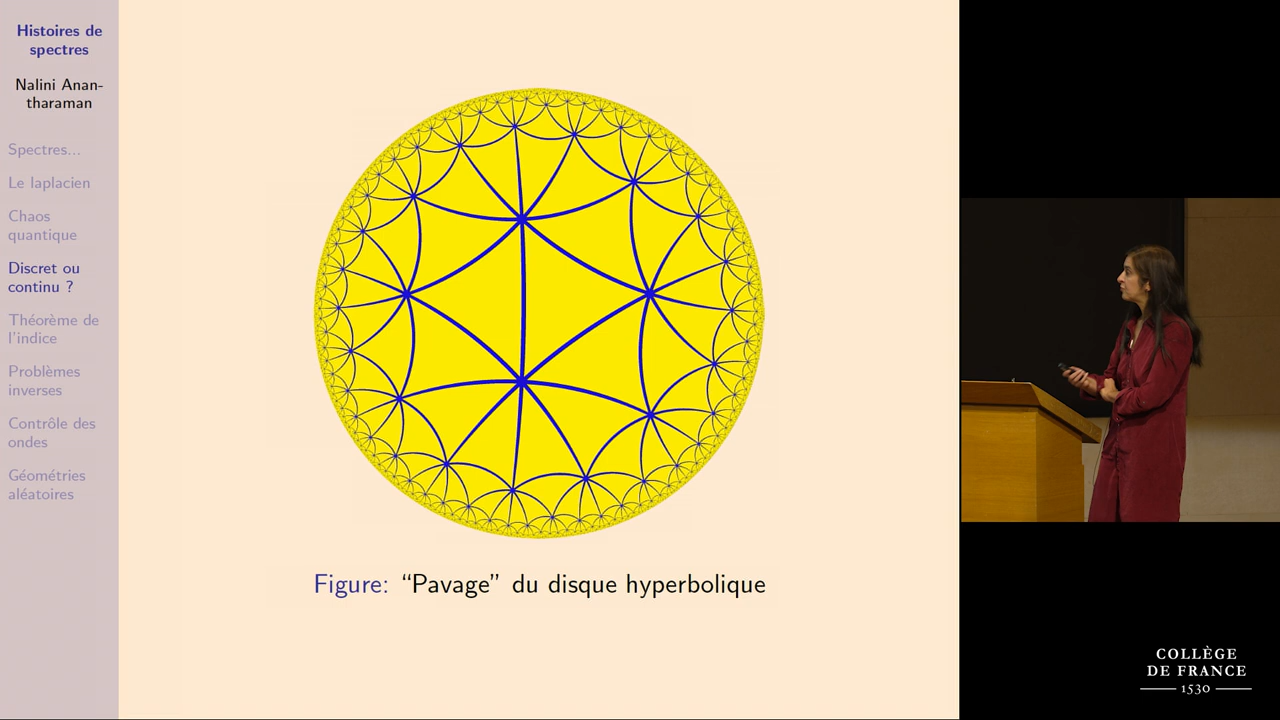 Histoires de
spectres
Nalini Anan-
tharaman
Spectres...
Le laplacien
Chaos
quantique
Discret ou
continu ?
Théorème de
l'indice
Problèmes
inverses
Contrôle des
ondes
Géométries
aléatoires
Figure: “Pavage” du disque hyperbolique
COLLÈGE
DE FRANCE
1530